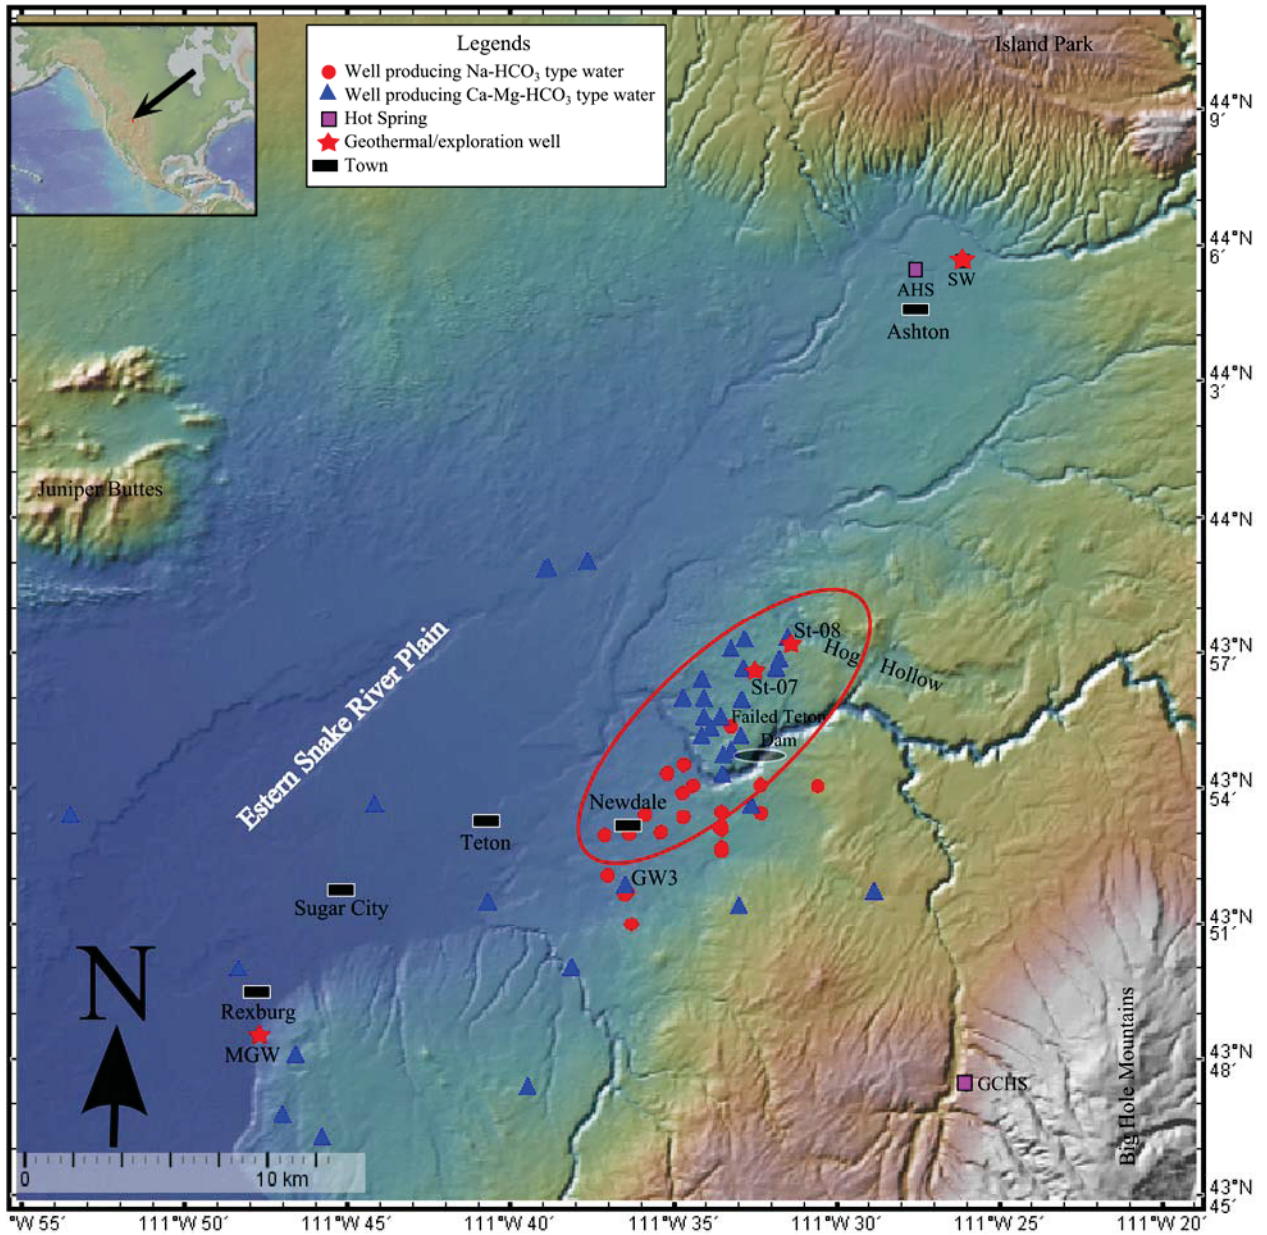 Legends
Well producing Na-HCO₃ type water
Well producing Ca-Mg-HCO₃ type water
Hot Spring
Geothermal/exploration well
Town
Island Park
44°N
9′
44°N
6′
AHS
SW
Ashton
44°N
3′
Juniper Buttes
44°N
Estern Snake River Plain
St-08
Hog Hollow
43°N
57′
St-07
Failed Teton
Dam
43°N
54′
Newdale
Teton
GW3
Sugar City
43°N
51′
N
Rexburg
MGW
43°N
48′
GCHS
Big Hole Mountains
0
10 km
43°N
45′
°W 55′
111°W 50′
111°W 45′
111°W 40′
111°W 35′
111°W 30′
111°W 25′
111°W 20′